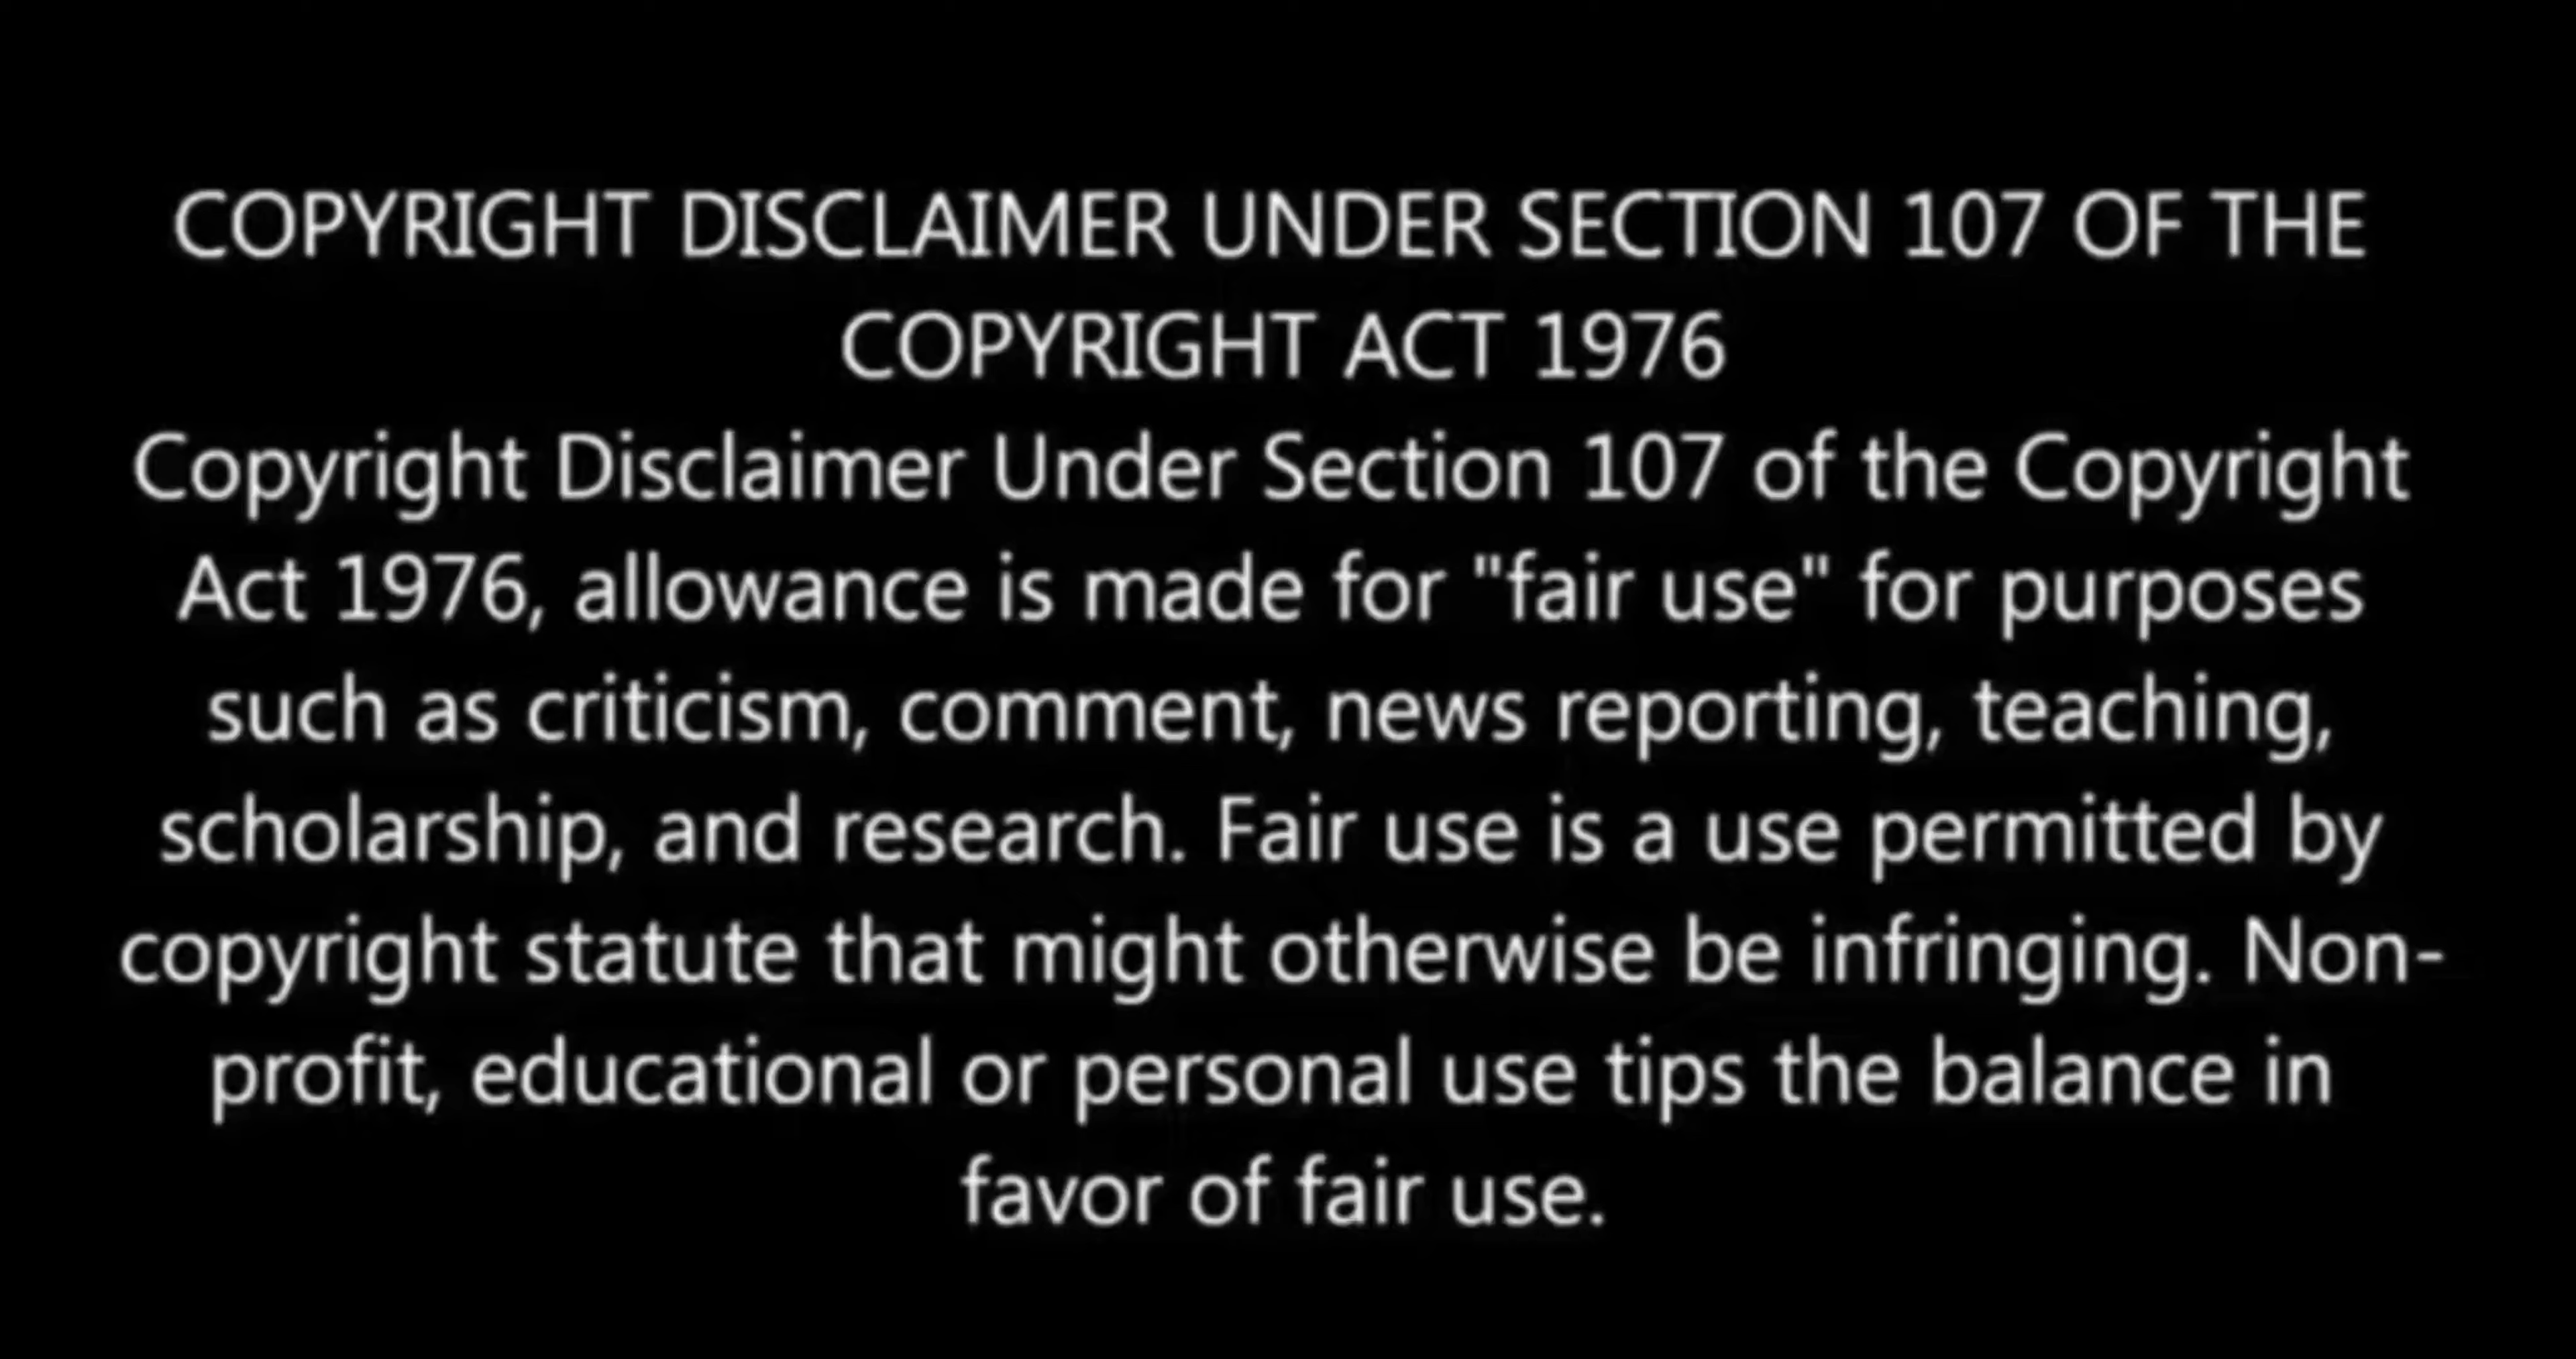 COPYRIGHT DISCLAIMER UNDER SECTION 107 OF THE
COPYRIGHT ACT 1976
Copyright Disclaimer Under Section 107 of the Copyright
Act 1976, allowance is made for "fair use" for purposes
such as criticism, comment, news reporting, teaching,
scholarship, and research. Fair use is a use permitted by
copyright statute that might otherwise be infringing. Non-
profit, educational or personal use tips the balance in
favor of fair use.